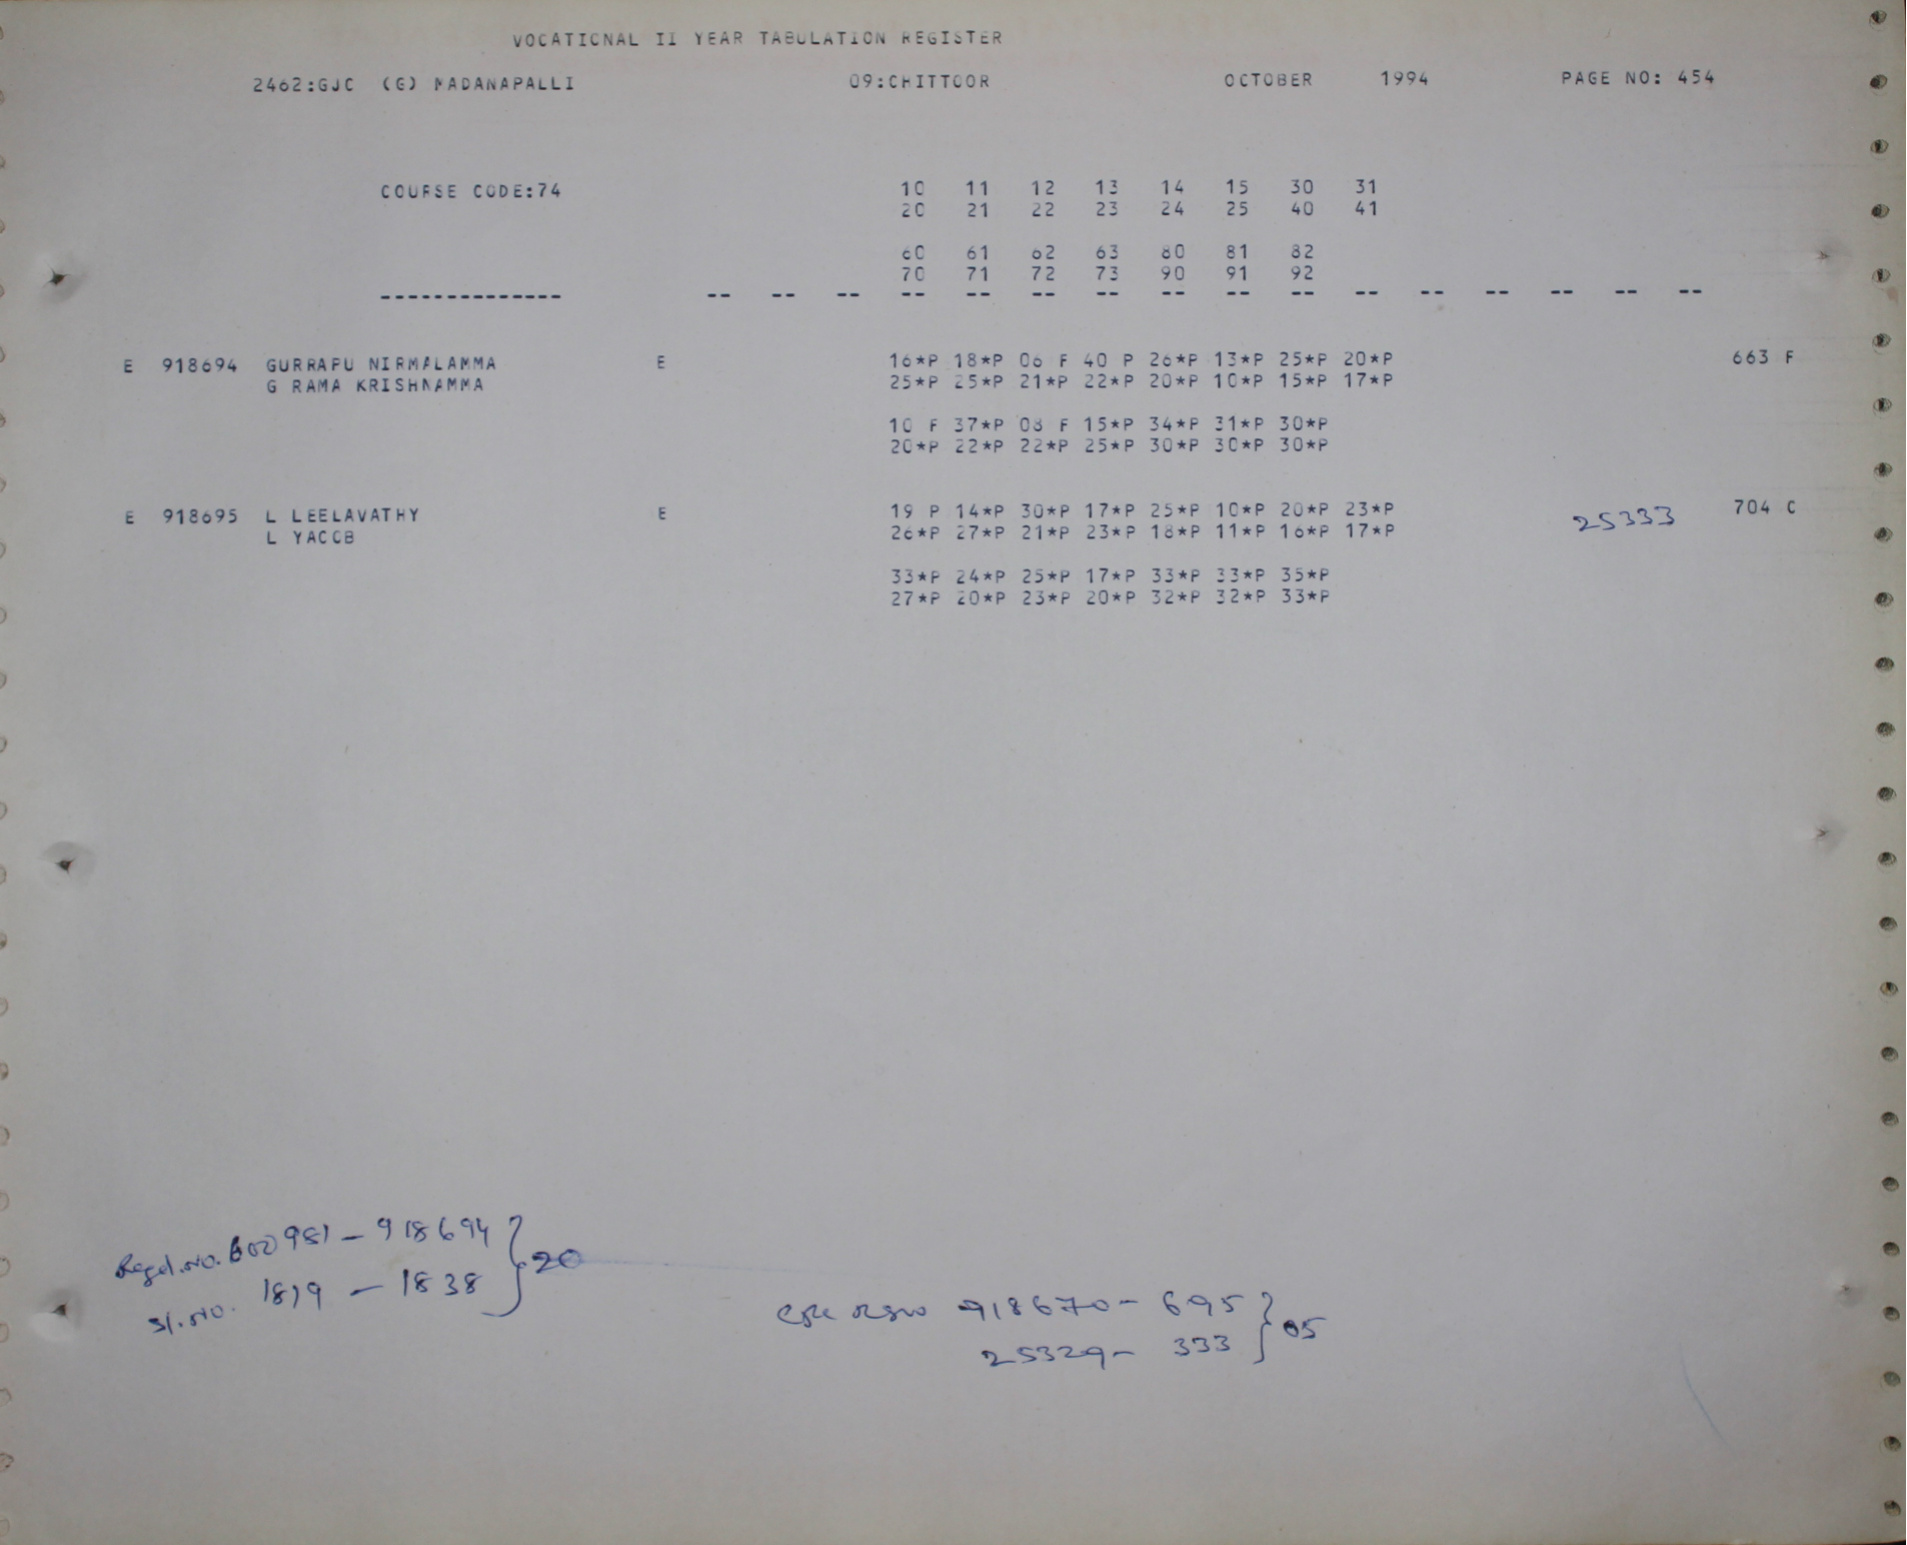 VOCATIONAL II YEAR TABULATION REGISTER
2462:GJC (G) MADANAPALLI 09:CHITTOOR OCTOBER 1994 PAGE NO: 454
COURSE CODE:74 10 11 12 13 14 15 30 31
20 21 22 23 24 25 40 41
60 61 62 63 80 81 82
70 71 72 73 90 91 92
-------------- -- -- -- -- -- -- -- -- -- -- -- -- -- -- -- --
E 918694 GURRAPU NIRMALAMMA E 16*P 18*P 06 F 40 P 26*P 13*P 25*P 20*P 663 F
G RAMA KRISHNAMMA 25*P 25*P 21*P 22*P 20*P 10*P 15*P 17*P
10 F 37*P 08 F 15*P 34*P 31*P 30*P
20*P 22*P 22*P 25*P 30*P 30*P 30*P
E 918695 L LEELAVATHY E 19 P 14*P 30*P 17*P 25*P 10*P 20*P 23*P 25333 704 C
L YACOB 26*P 27*P 21*P 23*P 18*P 11*P 16*P 17*P
33*P 24*P 25*P 17*P 33*P 33*P 35*P
27*P 20*P 23*P 20*P 32*P 32*P 33*P
Regd.No. 600981 - 918694 } 20
Sl.No. 1819 - 1838
918670 - 695 } 05
25329 - 333